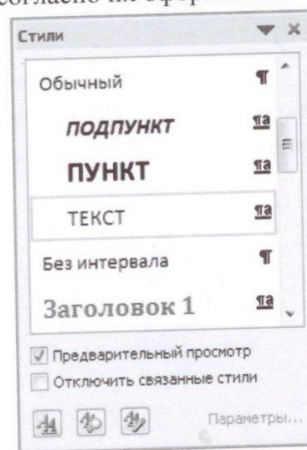 Стили
Обычный ¶
ПОДПУНКТ ¶a
ПУНКТ ¶a
ТЕКСТ ¶a
Без интервала ¶
Заголовок 1 ¶a
Предварительный просмотр
Отключить связанные стили
Параметры...